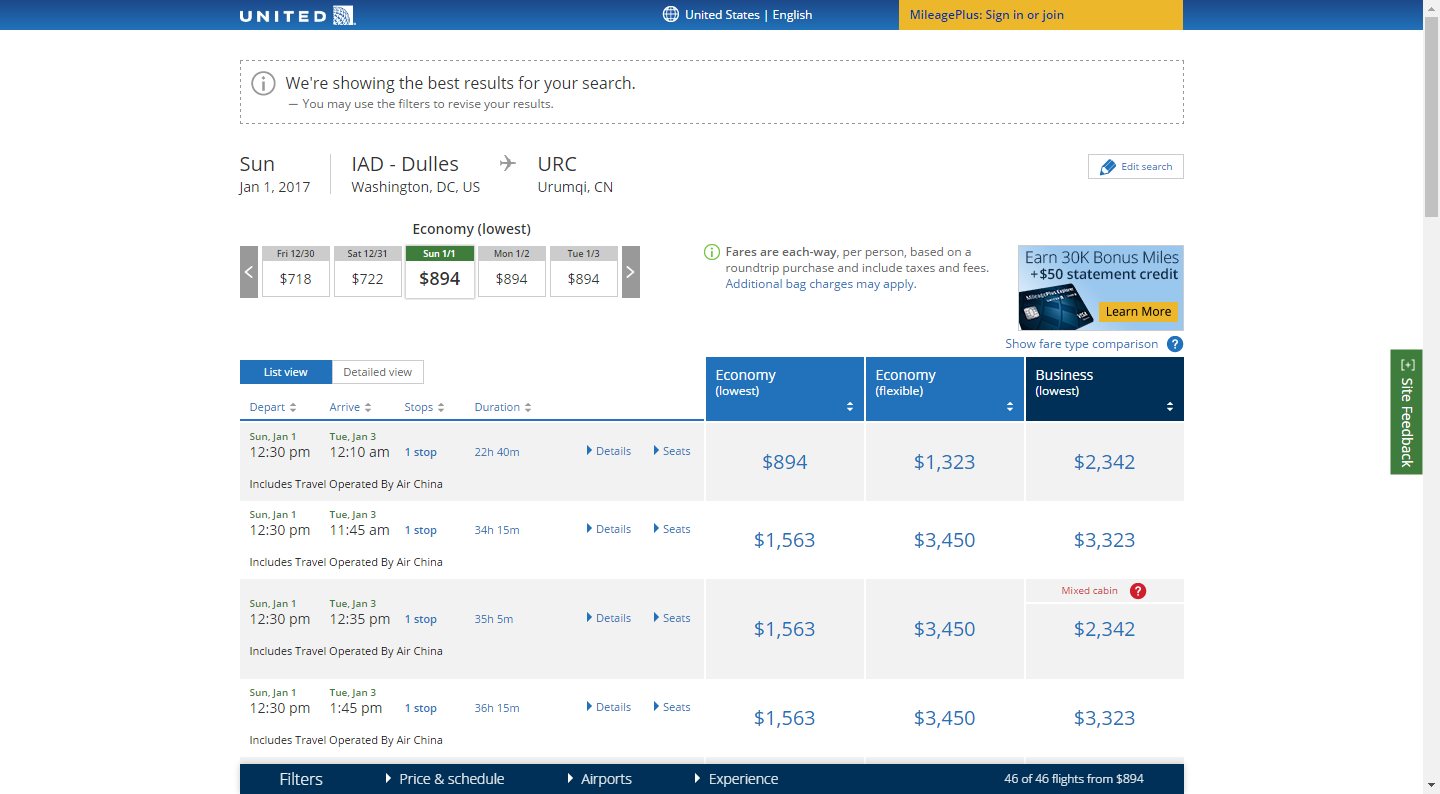 UNITED
United States | English
MileagePlus: Sign in or join
We're showing the best results for your search.
— You may use the filters to revise your results.
Sun
Jan 1, 2017
IAD - Dulles
Washington, DC, US
URC
Urumqi, CN
Edit search
Economy (lowest)
Fri 12/30 Sat 12/31 Sun 1/1 Mon 1/2 Tue 1/3
$718 $722 $894 $894 $894
Fares are each-way, per person, based on a
roundtrip purchase and include taxes and fees.
Additional bag charges may apply.
Earn 30K Bonus Miles
+$50 statement credit
MileagePlus Explorer
VISA
Learn More
Show fare type comparison ?
List view Detailed view
Depart Arrive Stops Duration
Economy
(lowest)
Economy
(flexible)
Business
(lowest)
Sun, Jan 1 Tue, Jan 3
12:30 pm 12:10 am 1 stop 22h 40m Details Seats $894 $1,323 $2,342
Includes Travel Operated By Air China
Sun, Jan 1 Tue, Jan 3
12:30 pm 11:45 am 1 stop 34h 15m Details Seats $1,563 $3,450 $3,323
Includes Travel Operated By Air China
Mixed cabin ?
Sun, Jan 1 Tue, Jan 3
12:30 pm 12:35 pm 1 stop 35h 5m Details Seats $1,563 $3,450 $2,342
Includes Travel Operated By Air China
Sun, Jan 1 Tue, Jan 3
12:30 pm 1:45 pm 1 stop 36h 15m Details Seats $1,563 $3,450 $3,323
Includes Travel Operated By Air China
Filters Price & schedule Airports Experience 46 of 46 flights from $894
[+] Site Feedback